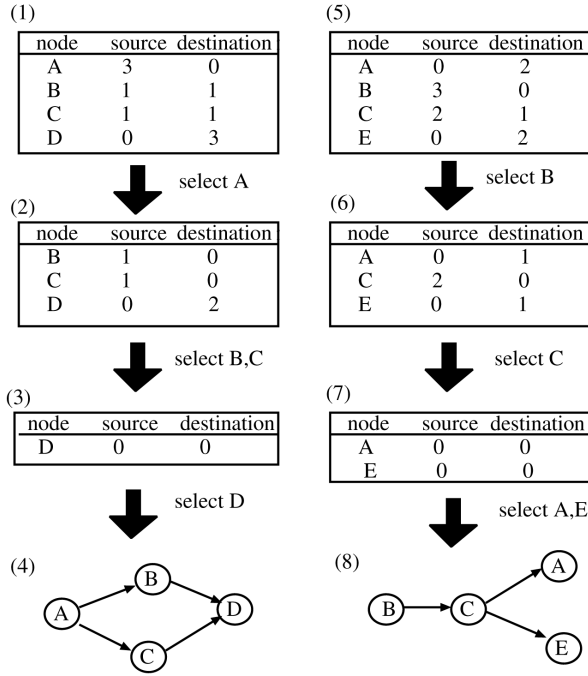 (1)
node source destination
A 3 0
B 1 1
C 1 1
D 0 3
select A
(2)
node source destination
B 1 0
C 1 0
D 0 2
select B,C
(3)
node source destination
D 0 0
select D
(4)
A
B
C
D
(5)
node source destination
A 0 2
B 3 0
C 2 1
E 0 2
select B
(6)
node source destination
A 0 1
C 2 0
E 0 1
select C
(7)
node source destination
A 0 0
E 0 0
select A,E
(8)
B
C
A
E